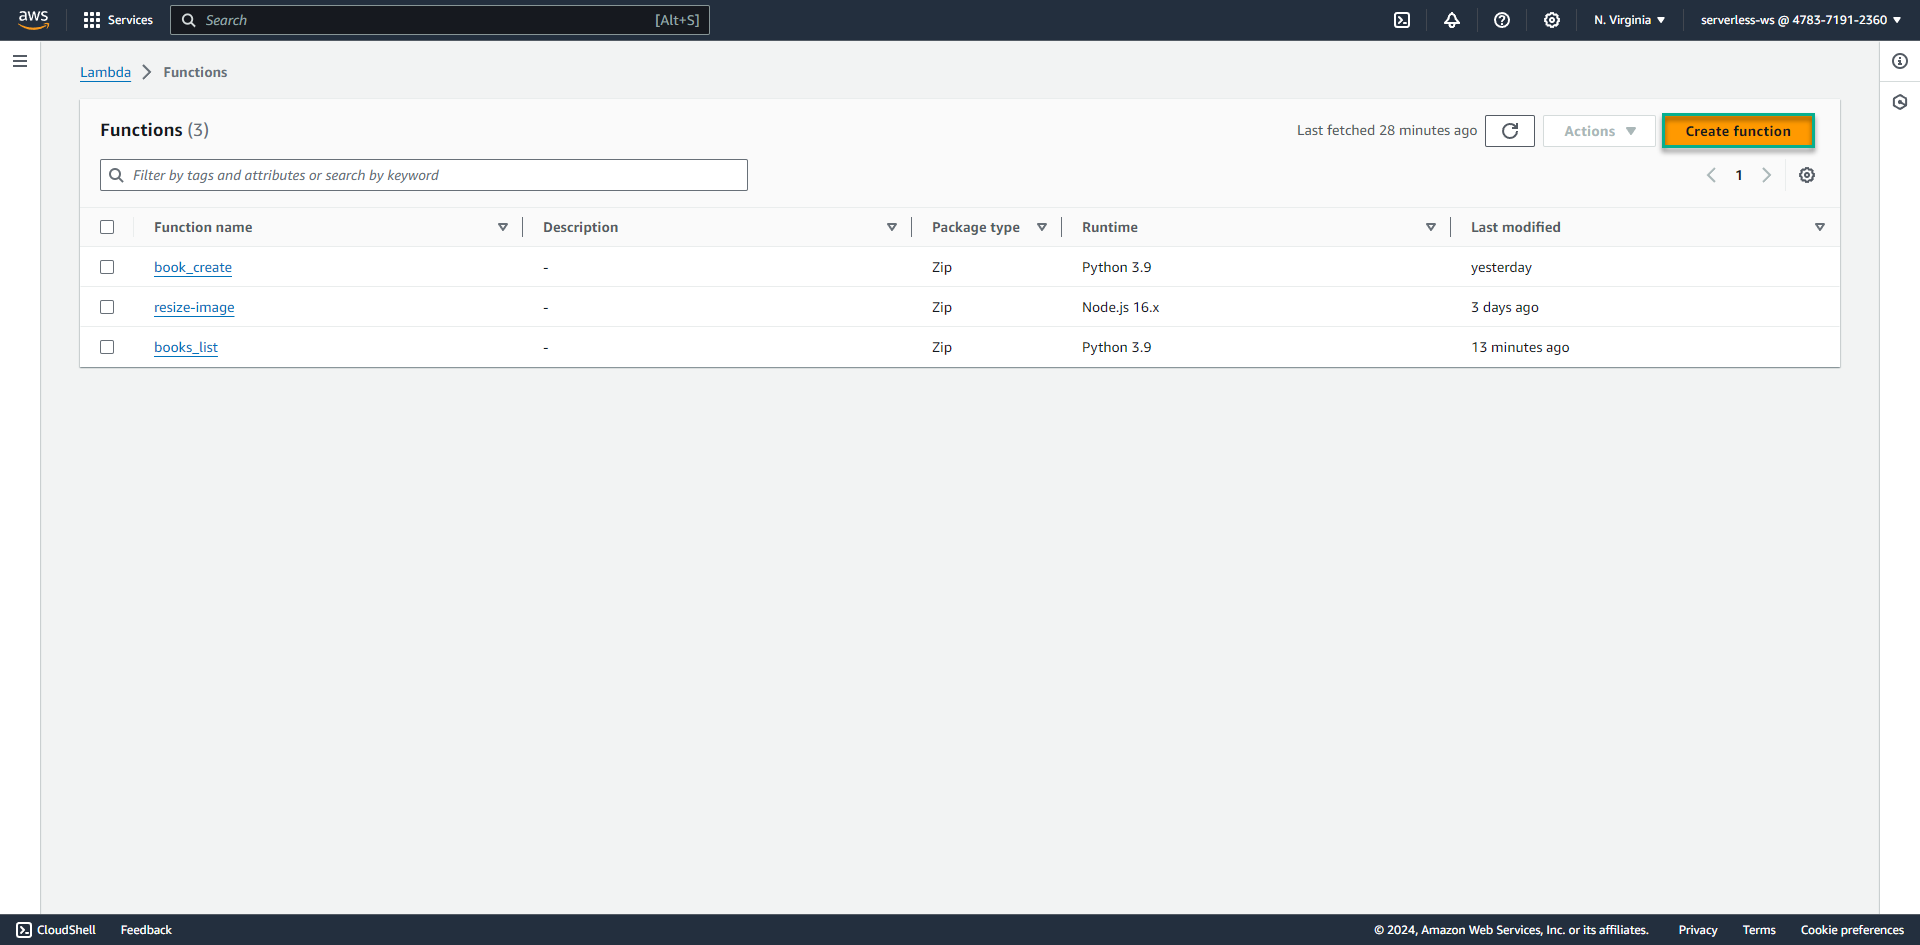 aws Services Search [Alt+S] N. Virginia serverless-ws @ 4783-7191-2360
Lambda Functions
Functions (3) Last fetched 28 minutes ago Actions Create function
Filter by tags and attributes or search by keyword 1
Function name Description Package type Runtime Last modified
book_create - Zip Python 3.9 yesterday
resize-image - Zip Node.js 16.x 3 days ago
books_list - Zip Python 3.9 13 minutes ago
CloudShell Feedback © 2024, Amazon Web Services, Inc. or its affiliates. Privacy Terms Cookie preferences